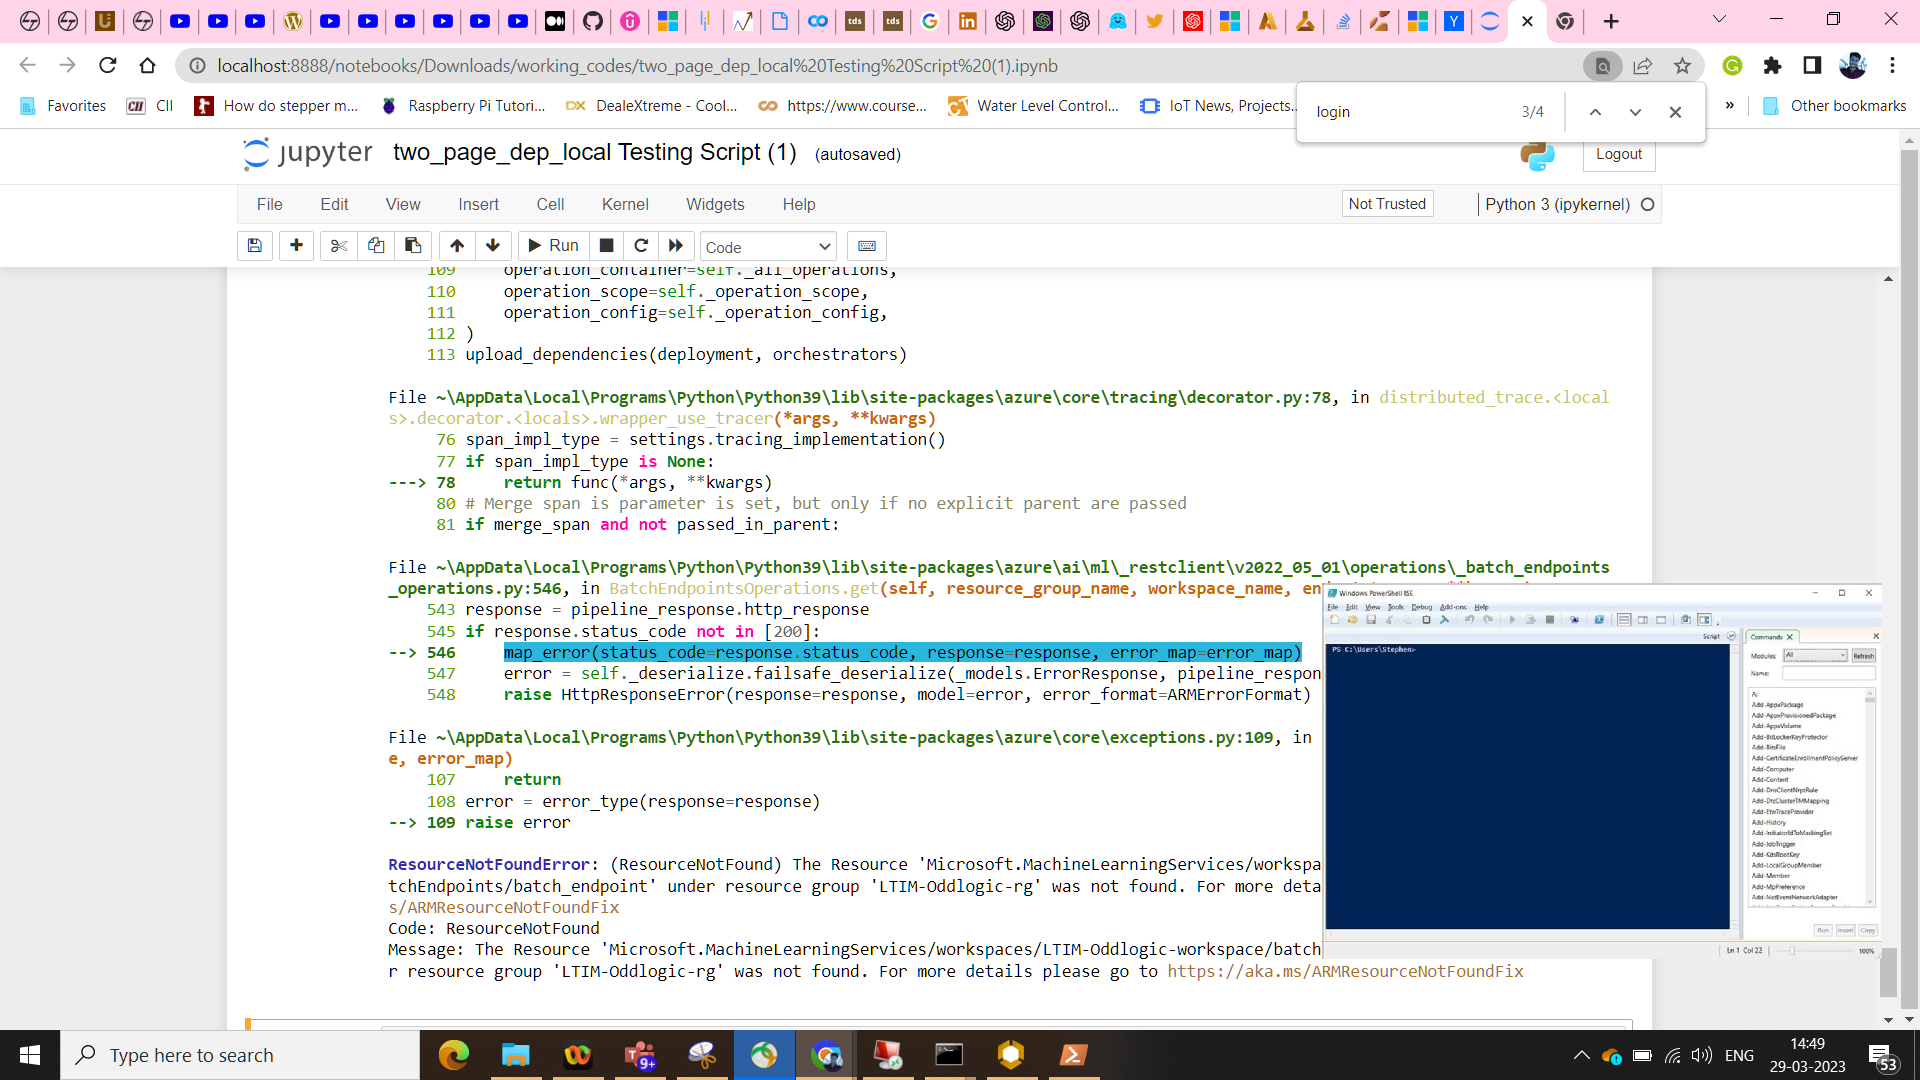 localhost:8888/notebooks/Downloads/working_codes/two_page_dep_local%20Testing%20Script%20(1).ipynb
Favorites CII How do stepper m... Raspberry Pi Tutori... DealeXtreme - Cool... https://www.course... Water Level Control... IoT News, Projects... » Other bookmarks
login 3/4
jupyter two_page_dep_local Testing Script (1) (autosaved)
Logout
File Edit View Insert Cell Kernel Widgets Help Not Trusted Python 3 (ipykernel)
Run Code
109 operation_container=self._all_operations,
110 operation_scope=self._operation_scope,
111 operation_config=self._operation_config,
112 )
113 upload_dependencies(deployment, orchestrators)
File ~\AppData\Local\Programs\Python\Python39\lib\site-packages\azure\core\tracing\decorator.py:78, in distributed_trace.<local
s>.decorator.<locals>.wrapper_use_tracer(*args, **kwargs)
76 span_impl_type = settings.tracing_implementation()
77 if span_impl_type is None:
---> 78 return func(*args, **kwargs)
80 # Merge span is parameter is set, but only if no explicit parent are passed
81 if merge_span and not passed_in_parent:
File ~\AppData\Local\Programs\Python\Python39\lib\site-packages\azure\ai\ml\_restclient\v2022_05_01\operations\_batch_endpoints
_operations.py:546, in BatchEndpointsOperations.get(self, resource_group_name, workspace_name, en
543 response = pipeline_response.http_response
545 if response.status_code not in [200]:
--> 546 map_error(status_code=response.status_code, response=response, error_map=error_map)
547 error = self._deserialize.failsafe_deserialize(_models.ErrorResponse, pipeline_respon
548 raise HttpResponseError(response=response, model=error, error_format=ARMErrorFormat)
File ~\AppData\Local\Programs\Python\Python39\lib\site-packages\azure\core\exceptions.py:109, in
e, error_map)
107 return
108 error = error_type(response=response)
--> 109 raise error
ResourceNotFoundError: (ResourceNotFound) The Resource 'Microsoft.MachineLearningServices/workspa
tchEndpoints/batch_endpoint' under resource group 'LTIM-Oddlogic-rg' was not found. For more deta
s/ARMResourceNotFoundFix
Code: ResourceNotFound
Message: The Resource 'Microsoft.MachineLearningServices/workspaces/LTIM-Oddlogic-workspace/batch
r resource group 'LTIM-Oddlogic-rg' was not found. For more details please go to https://aka.ms/ARMResourceNotFoundFix
Windows PowerShell ISE
File Edit View Tools Debug Add-ons Help
Script
PS C:\Users\Stephen>
Commands
Modules: All Refresh
Name:
A:
Add-AppxPackage
Add-AppxProvisionedPackage
Add-AppxVolume
Add-BitLockerKeyProtector
Add-BitsFile
Add-CertificateEnrollmentPolicyServer
Add-Computer
Add-Content
Add-DnsClientNrptRule
Add-DtcClusterTMMapping
Add-EtwTraceProvider
Add-History
Add-InitiatorIdToMaskingSet
Add-JobTrigger
Add-KdsRootKey
Add-LocalGroupMember
Add-Member
Add-MpPreference
Add-NetEventNetworkAdapter
Run Insert Copy
Ln 1 Col 22 100%
Type here to search
9+
ENG
14:49
29-03-2023
53